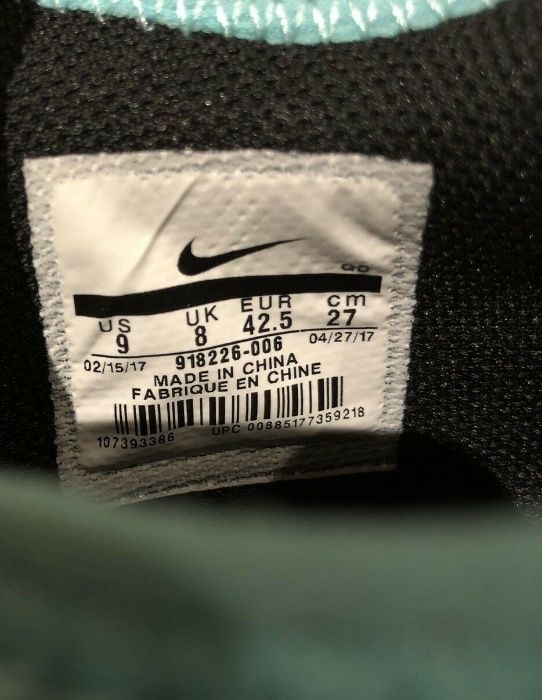 QD
US UK EUR cm
9 8 42.5 27
02/15/17 918226-006 04/27/17
MADE IN CHINA
FABRIQUE EN CHINE
107393386 UPC 00885177359218